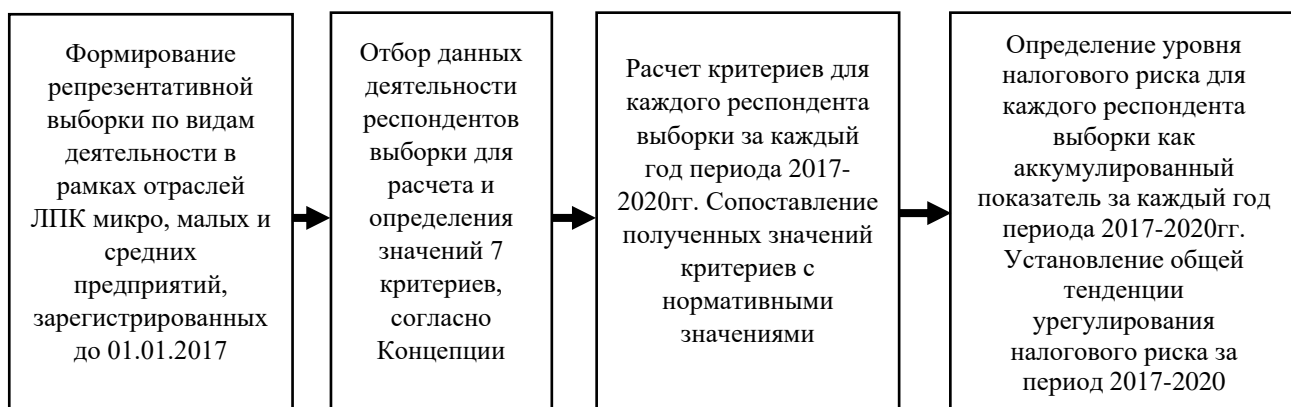 Формирование
репрезентативной
выборки по видам
деятельности в
рамках отраслей
ЛПК микро, малых и
средних
предприятий,
зарегистрированных
до 01.01.2017
Отбор данных
деятельности
респондентов
выборки для
расчета и
определения
значений 7
критериев,
согласно
Концепции
Расчет критериев для
каждого респондента
выборки за каждый
год периода 2017-
2020гг. Сопоставление
полученных значений
критериев с
нормативными
значениями
Определение уровня
налогового риска для
каждого респондента
выборки как
аккумулированный
показатель за каждый год
периода 2017-2020гг.
Установление общей
тенденции
урегулирования
налогового риска за
период 2017-2020